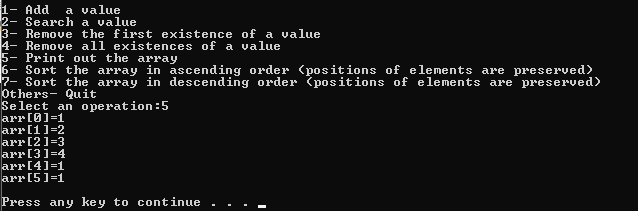 1- Add  a value
2- Search a value
3- Remove the first existence of a value
4- Remove all existences of a value
5- Print out the array
6- Sort the array in ascending order (positions of elements are preserved)
7- Sort the array in descending order (positions of elements are preserved)
Others- Quit
Select an operation:5
arr[0]=1
arr[1]=2
arr[2]=3
arr[3]=4
arr[4]=1
arr[5]=1
Press any key to continue . . . _